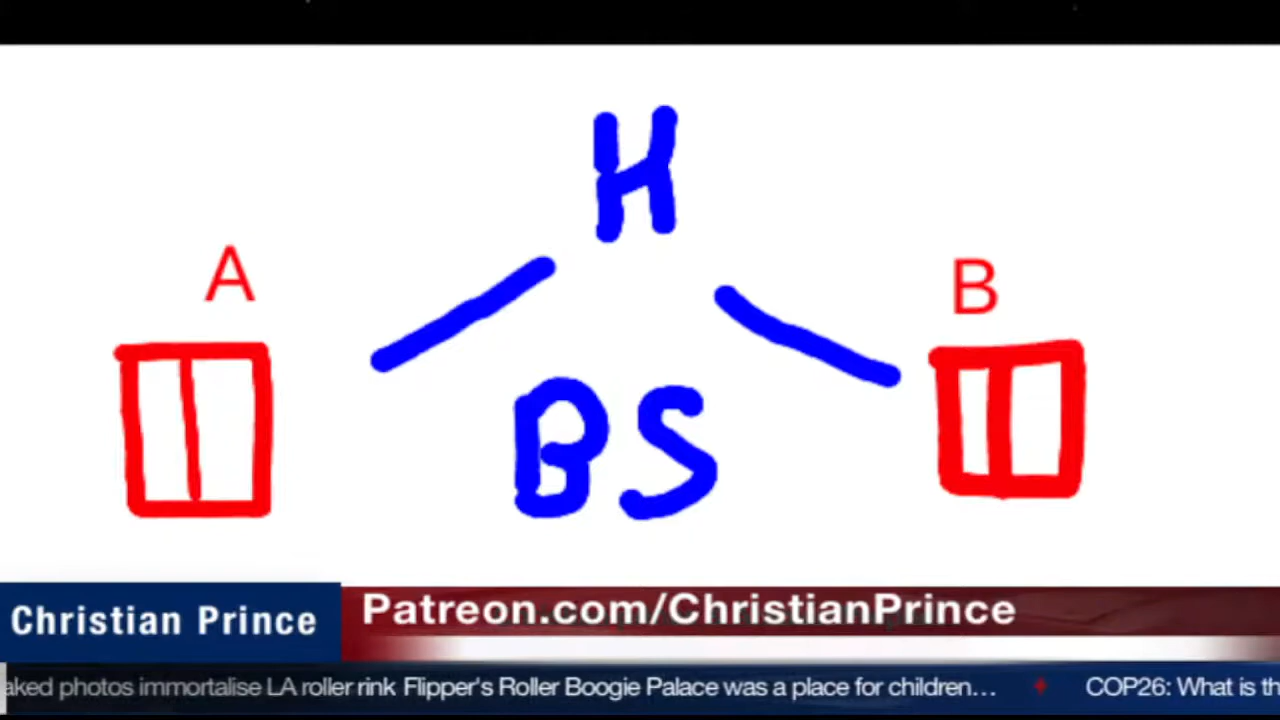 H
A
B
BS
Christian Prince
Patreon.com/ChristianPrince
aked photos immortalise LA roller rink Flipper's Roller Boogie Palace was a place for children… COP26: What is th